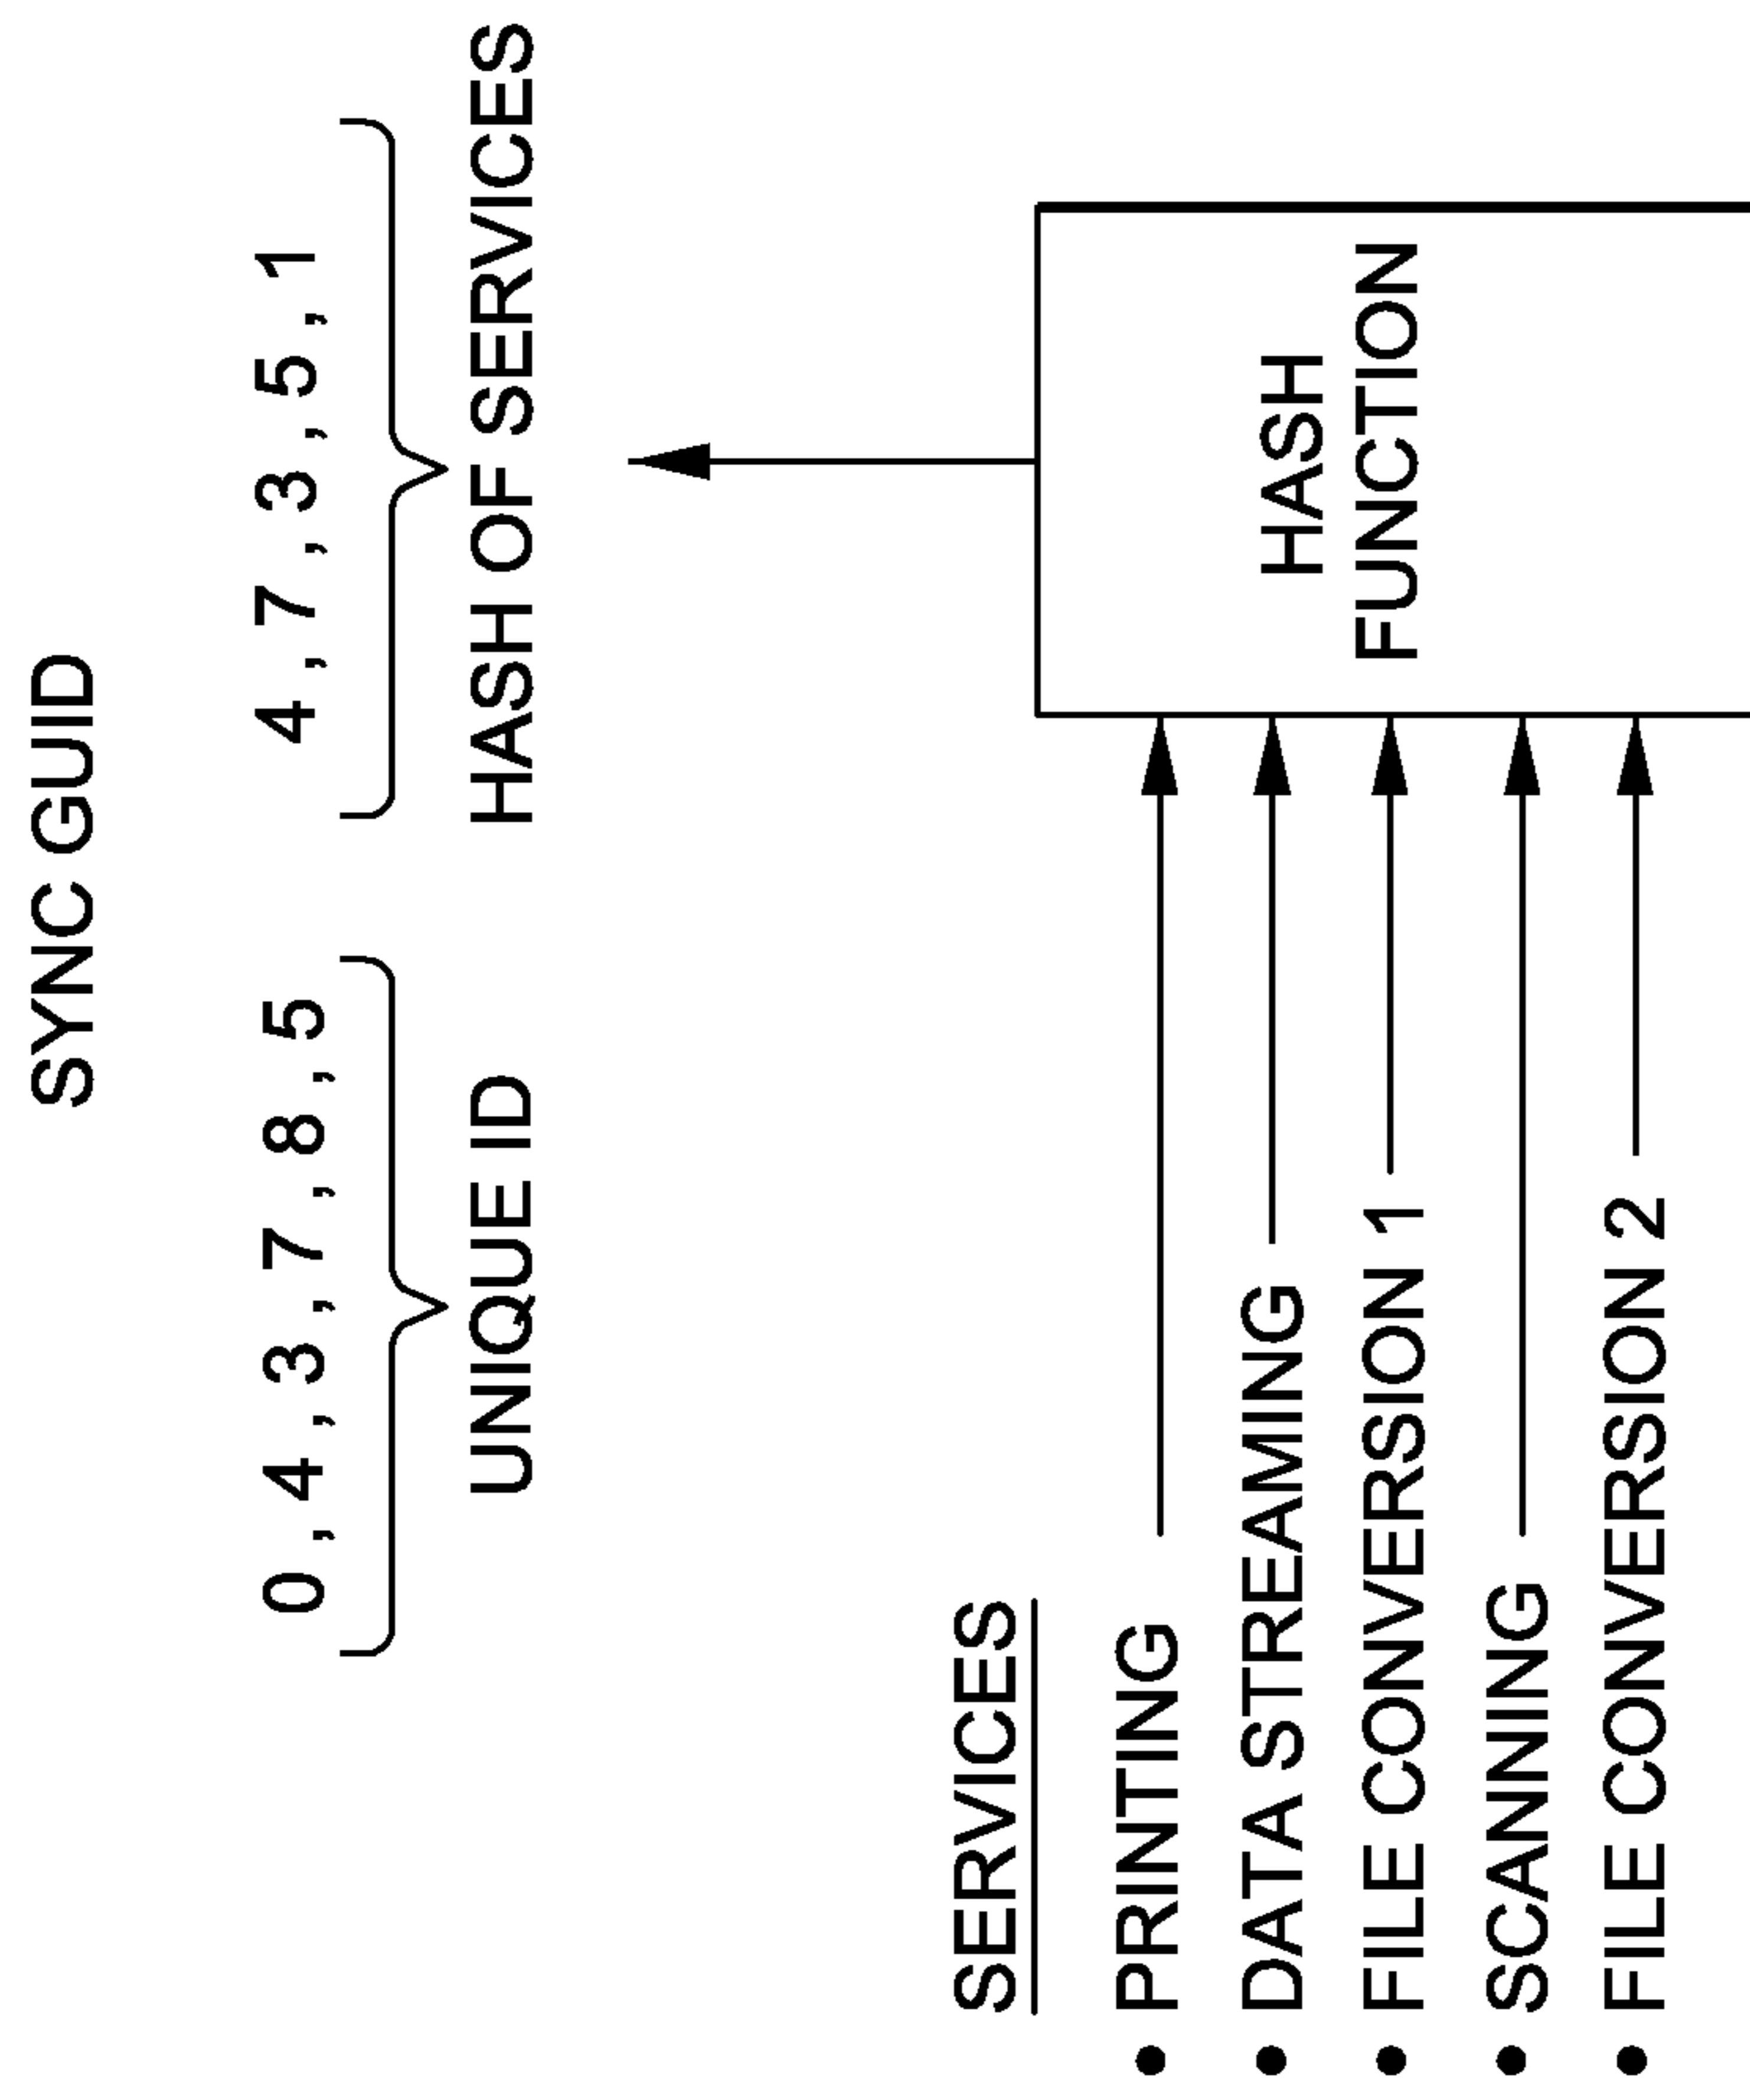 SYNC GUID
0 , 4 , 3 , 7 , 8 , 5
4 , 7 , 3 , 5 , 1
UNIQUE ID
HASH OF SERVICES
SERVICES
• PRINTING
• DATA STREAMING
• FILE CONVERSION 1
• SCANNING
• FILE CONVERSION 2
HASH
FUNCTION